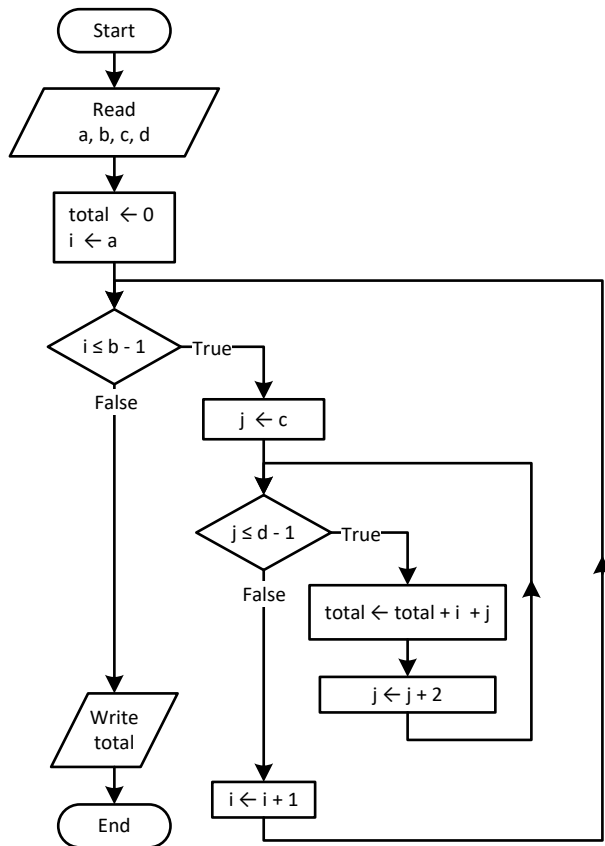 Start
Read
a, b, c, d
total ← 0
i ← a
i ≤ b - 1
True
False
j ← c
j ≤ d - 1
True
False
total ← total + i + j
j ← j + 2
Write
total
i ← i + 1
End